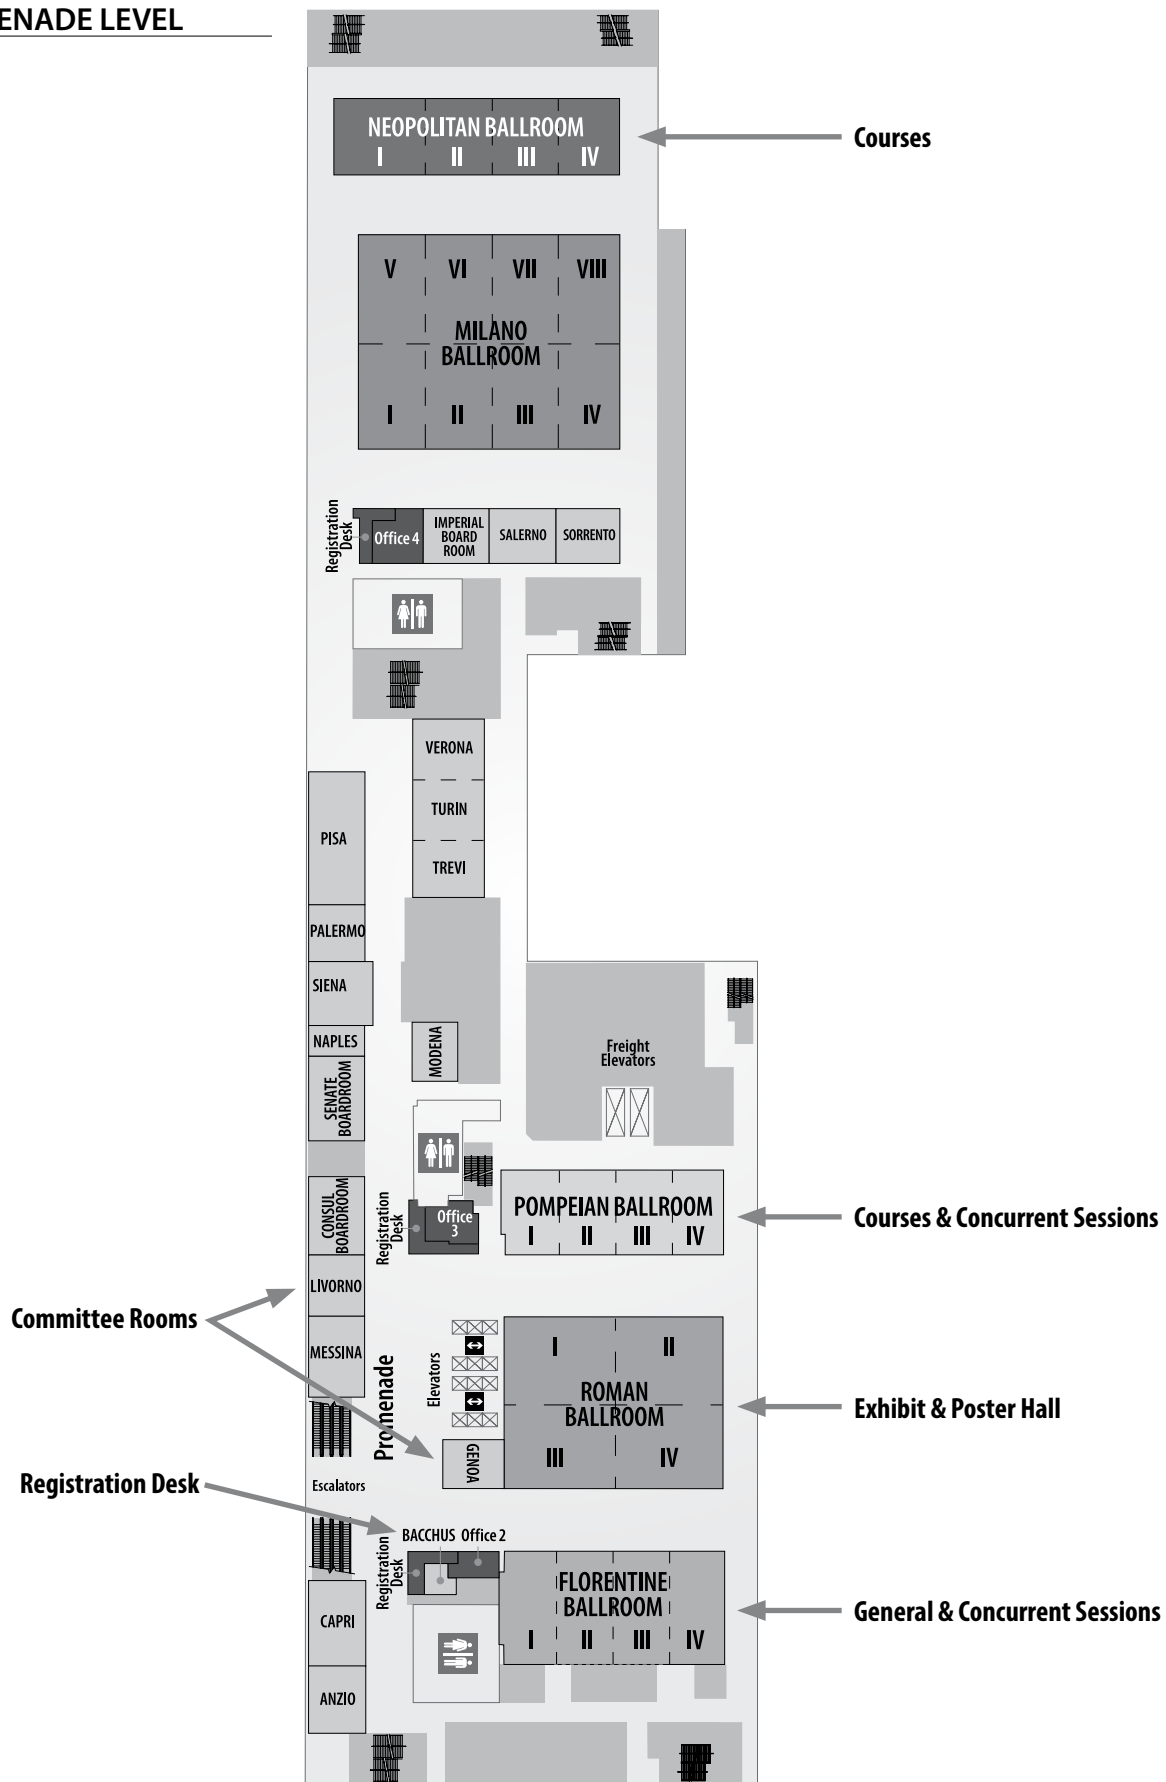 ENADE LEVEL
NEOPOLITAN BALLROOM
I II III IV
Courses
V VI VII VIII
MILANO
BALLROOM
I II III IV
Registration
Desk
Office 4
IMPERIAL
BOARD
ROOM
SALERNO
SORRENTO
VERONA
TURIN
TREVI
PISA
PALERMO
SIENA
NAPLES
SENATE
BOARDROOM
MODENA
Freight
Elevators
CONSUL
BOARDROOM
Registration
Desk
Office
3
POMPEIAN BALLROOM
I II III IV
Courses & Concurrent Sessions
LIVORNO
Committee Rooms
MESSINA
Promenade
Elevators
I II
ROMAN
BALLROOM
III IV
Exhibit & Poster Hall
GENOA
Registration Desk
Escalators
BACCHUS Office 2
Registration
Desk
FLORENTINE
BALLROOM
I II III IV
General & Concurrent Sessions
CAPRI
ANZIO